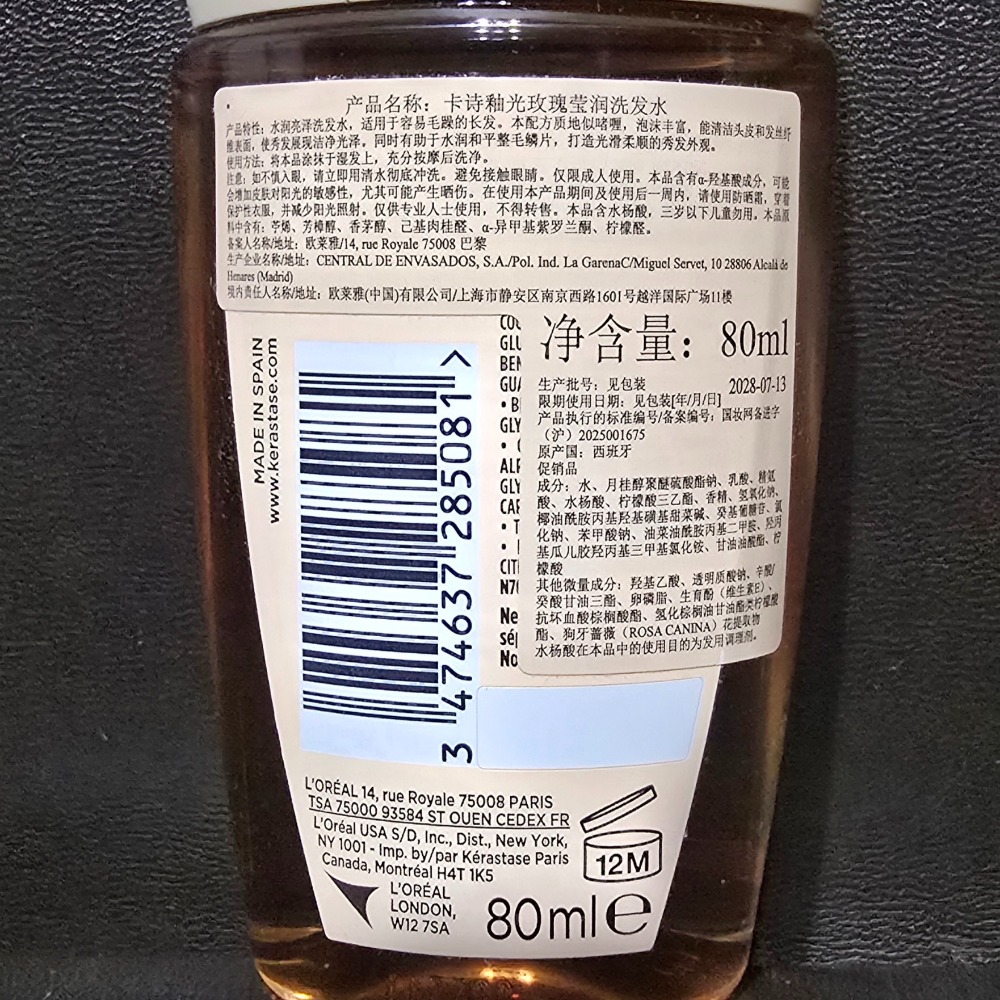 产品名称：卡诗釉光玫瑰莹润洗发水
产品特性：水润亮泽洗发水，适用于容易毛躁的长发。本配方质地似啫喱，泡沫丰富，能清洁头皮和发丝纤
维表面，使秀发展现洁净光泽。同时有助于水润和平整毛鳞片，打造光滑柔顺的秀发外观。
使用方法：将本品涂抹于湿发上，充分按摩后洗净。
注意：如不慎入眼，请立即用清水彻底冲洗。避免接触眼睛。仅限成人使用。本品含有α-羟基酸成分，可能
会增加皮肤对阳光的敏感性，尤其可能产生晒伤。在使用本产品期间及使用后一周内，请使用防晒霜，穿着
保护性衣服，并减少阳光照射。仅供专业人士使用，不得转售。本品含水杨酸，三岁以下儿童勿用。本品原
料中含有：苧烯、芳樟醇、香茅醇、己基肉桂醛、α-异甲基紫罗兰酮、柠檬醛。
备案人名称/地址：欧莱雅/14, rue Royale 75008 巴黎
生产企业名称/地址：CENTRAL DE ENVASADOS, S.A./Pol. Ind. La GarenaC/Miguel Servet, 10 28806 Alcalá de
Henares (Madrid)
境内责任人名称/地址：欧莱雅(中国)有限公司/上海市静安区南京西路1601号越洋国际广场11楼
净含量：80ml
生产批号：见包装 2028-07-13
限期使用日期：见包装[年/月/日]
产品执行的标准编号/备案编号：国妆网备进字
（沪）2025001675
原产国：西班牙
促销品
成分：水、月桂醇聚醚硫酸酯钠、乳酸、精氨
酸、水杨酸、柠檬酸三乙酯、香精、氢氧化钠、
椰油酰胺丙基羟基磺基甜菜碱、癸基葡糖苷、氯
化钠、苯甲酸钠、油菜油酰胺丙基二甲胺、羟丙
基瓜儿胶羟丙基三甲基氯化铵、甘油油酸酯、柠
檬酸
其他微量成分：羟基乙酸、透明质酸钠、辛酸/
癸酸甘油三酯、卵磷脂、生育酚（维生素E）、
抗坏血酸棕榈酸酯、氢化棕榈油甘油酯类柠檬酸
酯、狗牙蔷薇（ROSA CANINA）花提取物
水杨酸在本品中的使用目的为发用调理剂。
MADE IN SPAIN
www.kerastase.com
3 474637 285081 >
GLU
BEN
GUA
GLY
ALP
GLY
CAP
• T
CIT
Ne
sép
No
L'ORÉAL 14, rue Royale 75008 PARIS
TSA 75000 93584 ST OUEN CEDEX FR
L'Oréal USA S/D, Inc., Dist., New York,
NY 1001 - Imp. by/par Kérastase Paris
Canada, Montréal H4T 1K5
L'ORÉAL
LONDON,
W12 7SA
12M
80ml e